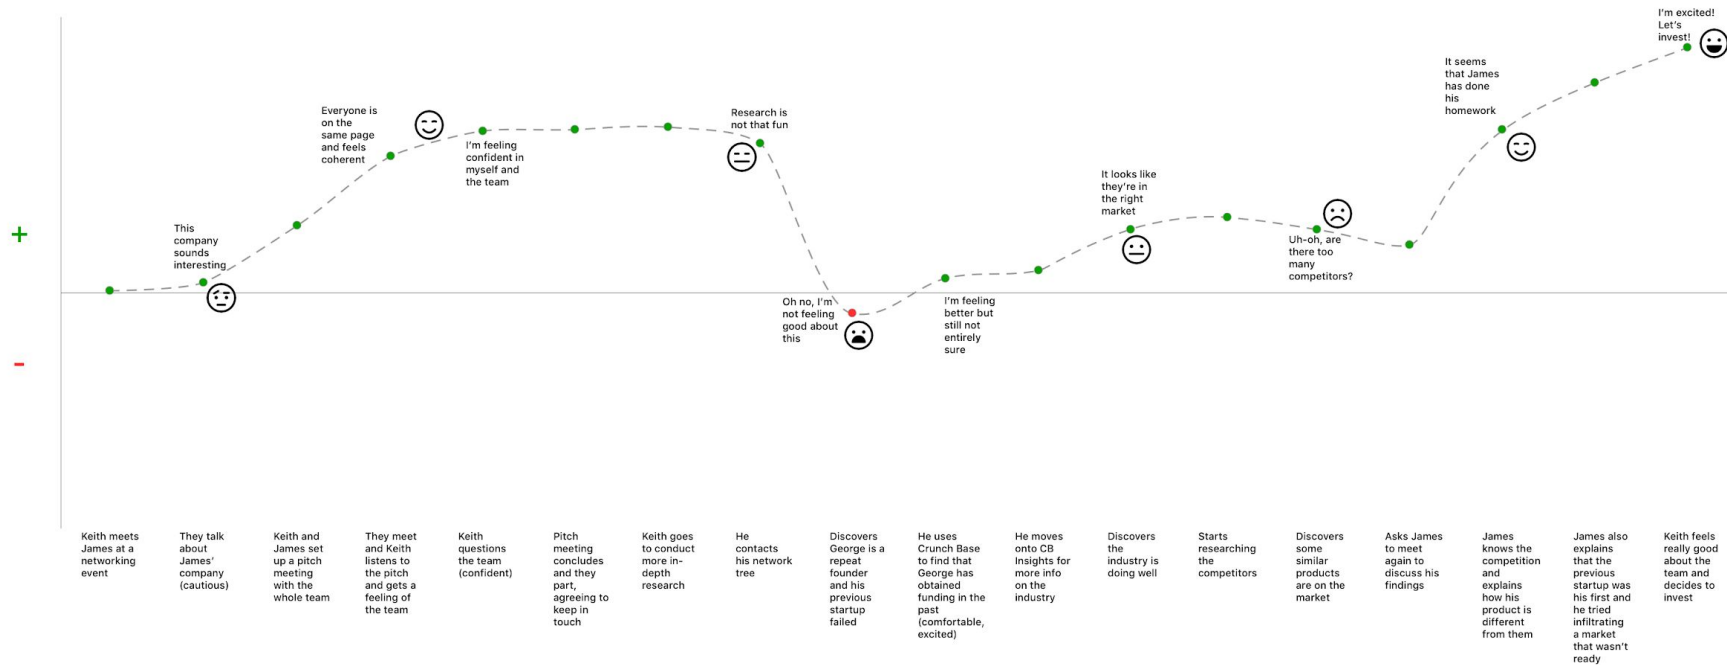 I'm excited!
Let's
invest!
It seems
that James
has done
his
homework
Everyone is
on the
same page
and feels
coherent
Research is
not that fun
I'm feeling
confident in
myself and
the team
It looks like
they're in
the right
market
This
company
sounds
interesting
+
Uh-oh, are
there too
many
competitors?
Oh no, I'm
not feeling
good about
this
I'm feeling
better but
still not
entirely
sure
-
Keith meets
James at a
networking
event
They talk
about
James'
company
(cautious)
Keith and
James set
up a pitch
meeting
with the
whole team
They meet
and Keith
listens to
the pitch
and gets a
feeling of
the team
Keith
questions
the team
(confident)
Pitch
meeting
concludes
and they
part,
agreeing to
keep in
touch
Keith goes
to conduct
more in-
depth
research
He
contacts
his network
tree
Discovers
George is a
repeat
founder
and his
previous
startup
failed
He uses
Crunch Base
to find that
George has
obtained
funding in the
past
(comfortable,
excited)
He moves
onto CB
Insights for
more info
on the
industry
Discovers
the
industry is
doing well
Starts
researching
the
competitors
Discovers
some
similar
products
are on the
market
Asks James
to meet
again to
discuss his
findings
James
knows the
competition
and
explains
how his
product is
different
from them
James also
explains
that the
previous
startup was
his first and
he tried
infiltrating
a market
that wasn't
ready
Keith feels
really good
about the
team and
decides to
invest